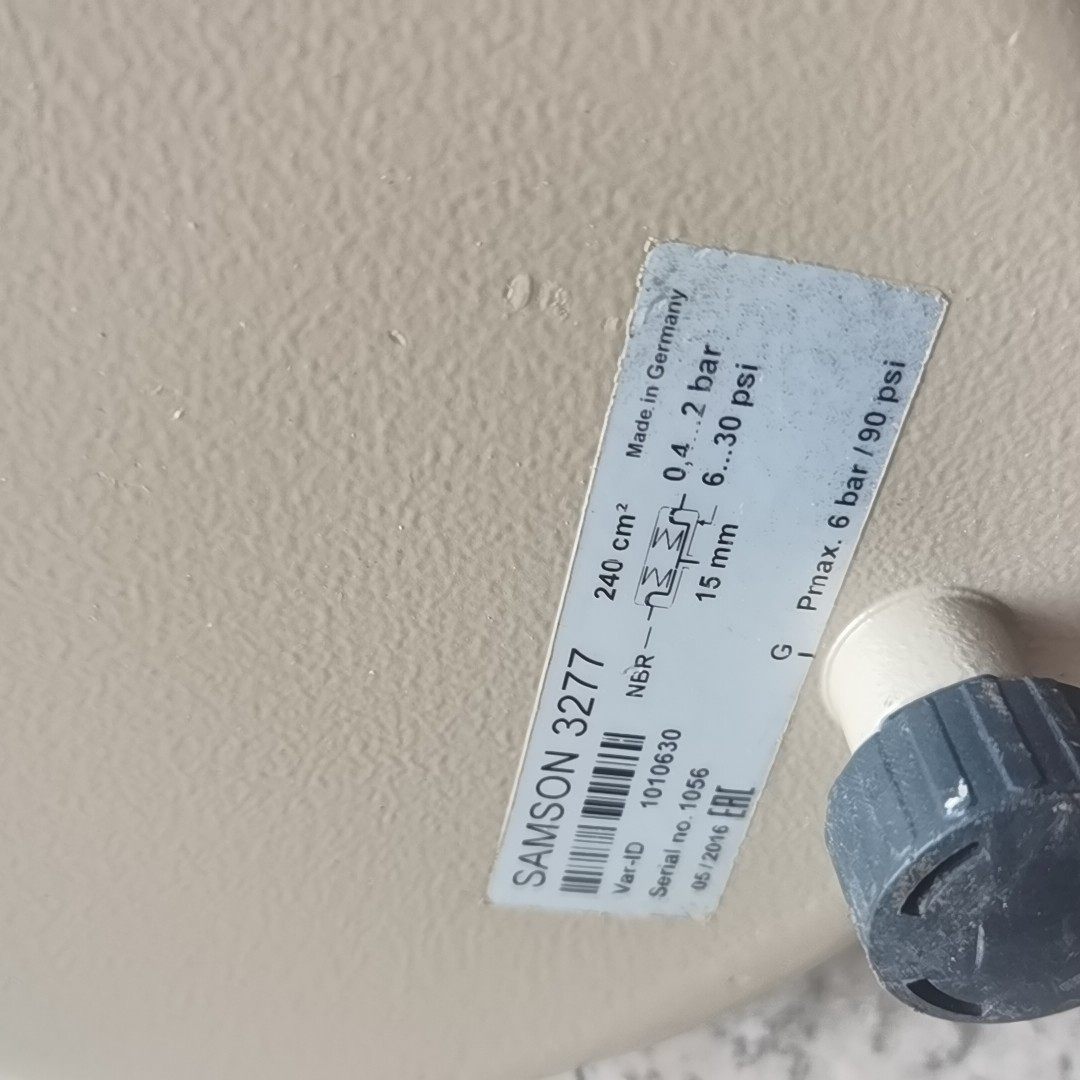 SAMSON 3277
240 cm²
Made in Germany
NBR
0,4...2 bar
15 mm
6...30 psi
Var-ID 1010630
Serial no. 1056
05 / 2016 EAC
G
Pmax. 6 bar / 90 psi